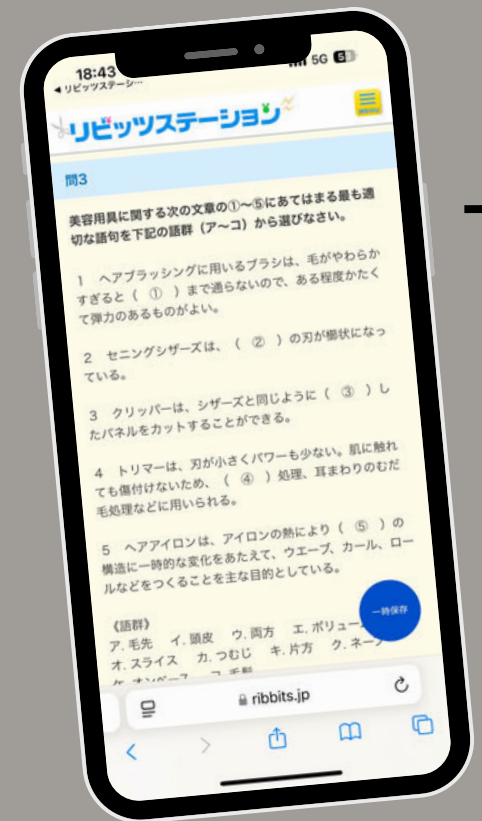 18:43
5G 5
◀ リビッツステーシ…
リビッツステーション
MENU
問3
美容用具に関する次の文章の①〜⑤にあてはまる最も適
切な語句を下記の語群（ア〜コ）から選びなさい。
1 ヘアブラッシングに用いるブラシは、毛がやわらか
すぎると（ ① ）まで通らないので、ある程度かたく
て弾力のあるものがよい。
2 セニングシザーズは、（ ② ）の刃が櫛状になっ
ている。
3 クリッパーは、シザーズと同じように（ ③ ）し
たパネルをカットすることができる。
4 トリマーは、刃が小さくパワーも少ない。肌に触れ
ても傷付けないため、（ ④ ）処理、耳まわりのむだ
毛処理などに用いられる。
5 ヘアアイロンは、アイロンの熱により（ ⑤ ）の
構造に一時的な変化をあたえて、ウエーブ、カール、ロー
ルなどをつくることを主な目的としている。
《語群》
ア. 毛先 イ. 頭皮 ウ. 両方 エ. ボリュー
オ. スライス カ. つむじ キ. 片方 ク. ネープ
ケ. オンベース コ. 毛髪
一時保存
ribbits.jp